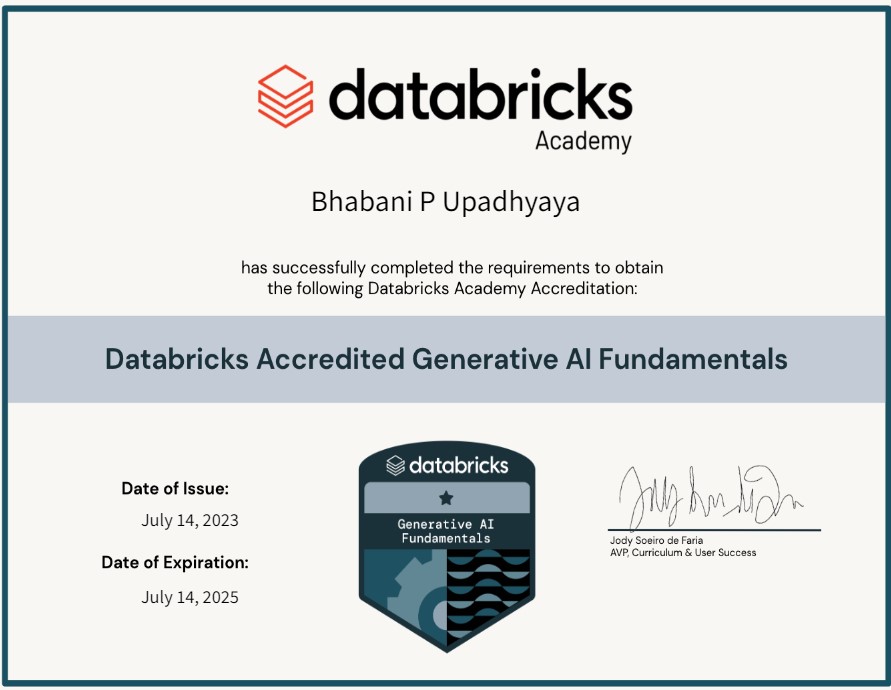 databricks
Academy
Bhabani P Upadhyaya
has successfully completed the requirements to obtain
the following Databricks Academy Accreditation:
Databricks Accredited Generative AI Fundamentals
Date of Issue:
July 14, 2023
Date of Expiration:
July 14, 2025
databricks
Generative AI
Fundamentals
Jody Soeiro de Faria
AVP, Curriculum & User Success